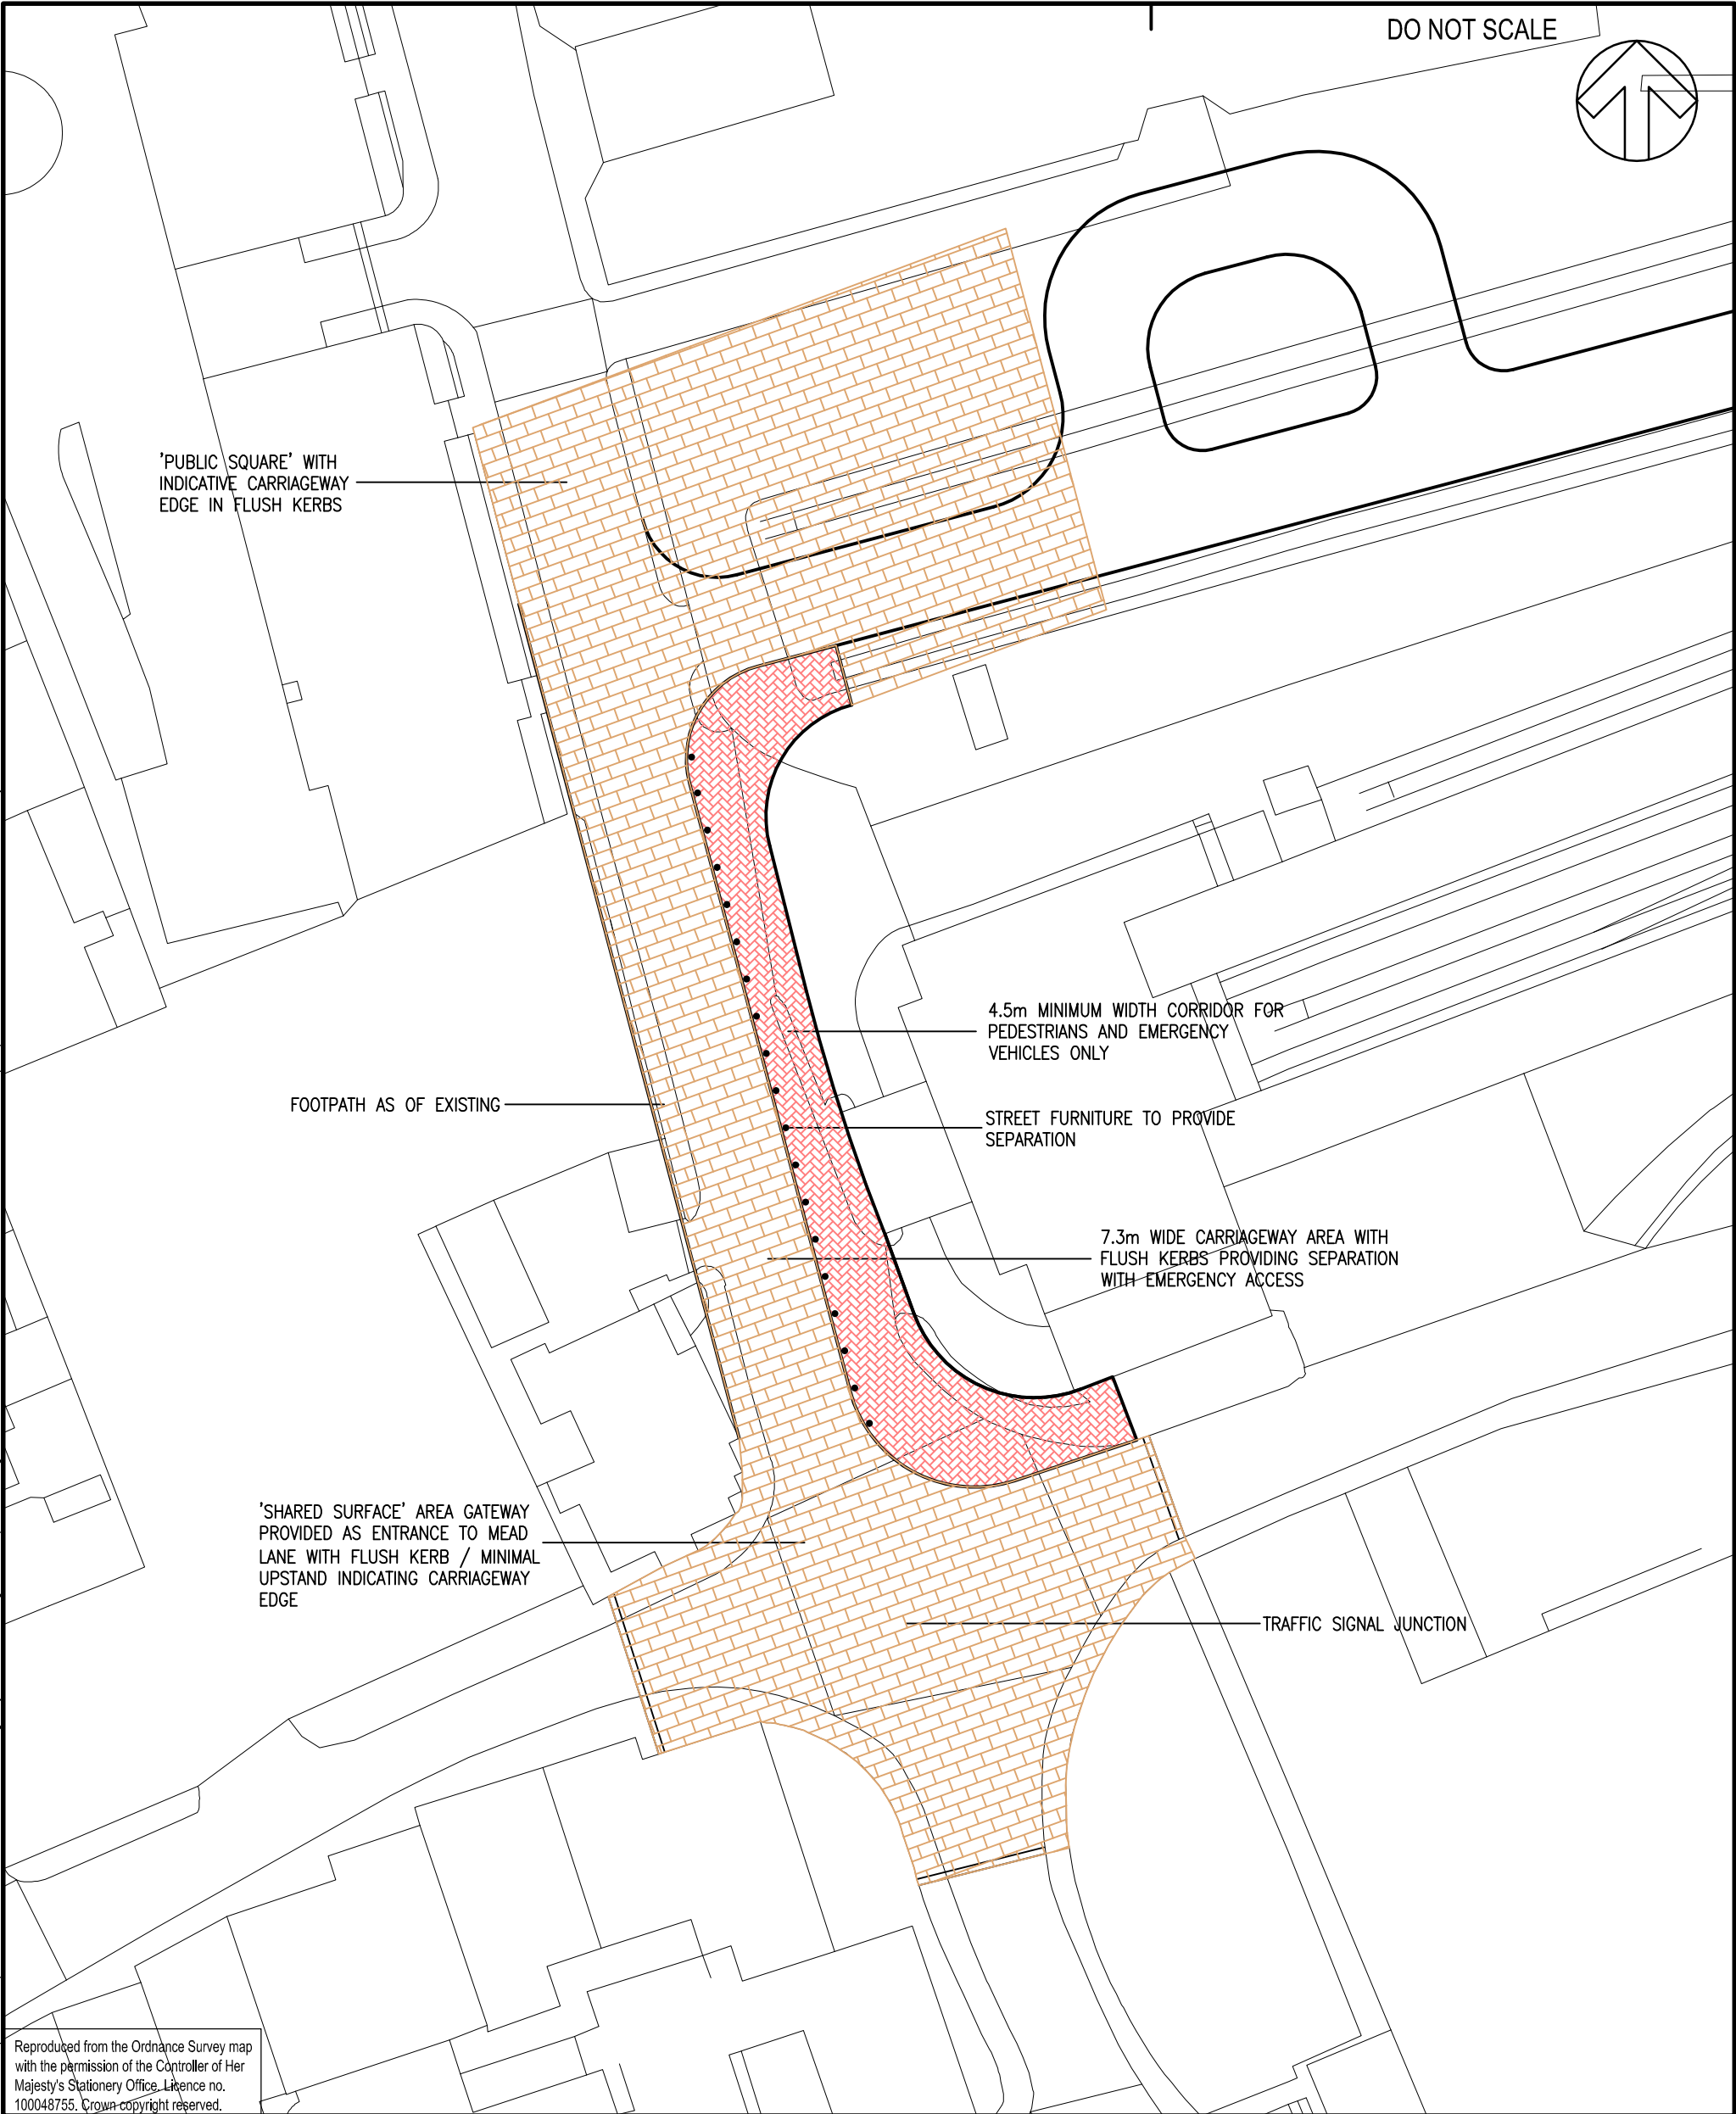 DO NOT SCALE
'PUBLIC SQUARE' WITH
INDICATIVE CARRIAGEWAY
EDGE IN FLUSH KERBS
4.5m MINIMUM WIDTH CORRIDOR FOR
PEDESTRIANS AND EMERGENCY
VEHICLES ONLY
FOOTPATH AS OF EXISTING
STREET FURNITURE TO PROVIDE
SEPARATION
7.3m WIDE CARRIAGEWAY AREA WITH
FLUSH KERBS PROVIDING SEPARATION
WITH EMERGENCY ACCESS
'SHARED SURFACE' AREA GATEWAY
PROVIDED AS ENTRANCE TO MEAD
LANE WITH FLUSH KERB / MINIMAL
UPSTAND INDICATING CARRIAGEWAY
EDGE
TRAFFIC SIGNAL JUNCTION
Reproduced from the Ordnance Survey map
with the permission of the Controller of Her
Majesty's Stationery Office. Licence no.
100048755. Crown copyright reserved.